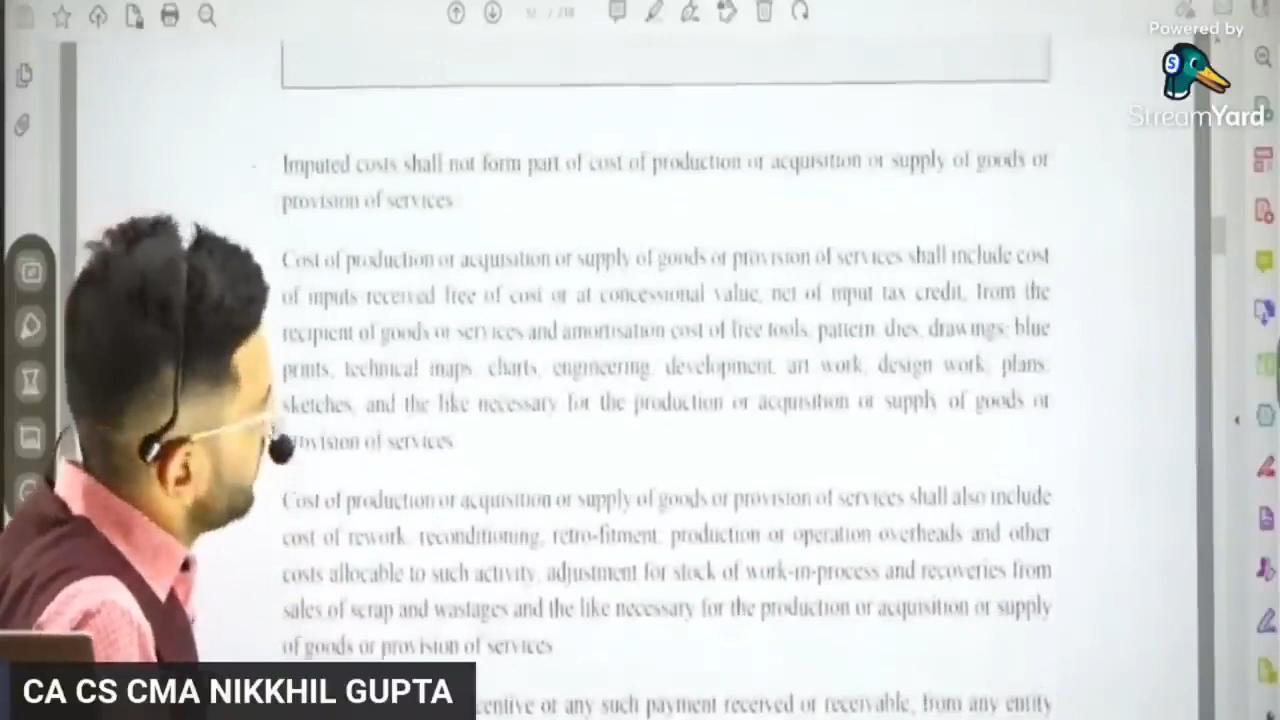 Powered by
StreamYard
Imputed costs shall not form part of cost of production or acquisition or supply of goods or
provision of services
Cost of production or acquisition or supply of goods or provision of services shall include cost
of inputs received free of cost or at concessional value, net of input tax credit, from the
recipient of goods or services and amortisation cost of free tools, pattern, dies, drawings, blue
prints, technical maps, charts, engineering, development, art work, design work, plans,
sketches, and the like necessary for the production or acquisition or supply of goods or
provision of services
Cost of production or acquisition or supply of goods or provision of services shall also include
cost of rework, reconditioning, retro-fitment, production or operation overheads and other
costs allocable to such activity, adjustment for stock of work-in-process and recoveries from
sales of scrap and wastages and the like necessary for the production or acquisition or supply
of goods or provision of services
or any such payment received or receivable, from any entity
CA CS CMA NIKKHIL GUPTA